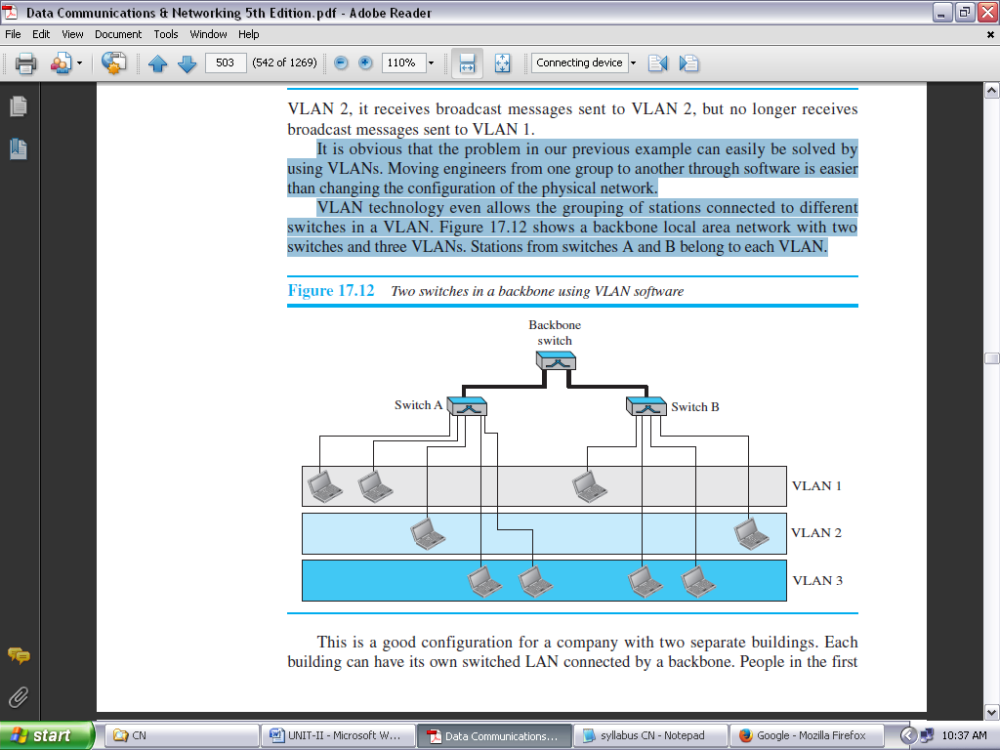 Data Communications & Networking 5th Edition.pdf - Adobe Reader
File Edit View Document Tools Window Help
503 (542 of 1269) 110% Connecting device
VLAN 2, it receives broadcast messages sent to VLAN 2, but no longer receives
broadcast messages sent to VLAN 1.
It is obvious that the problem in our previous example can easily be solved by
using VLANs. Moving engineers from one group to another through software is easier
than changing the configuration of the physical network.
VLAN technology even allows the grouping of stations connected to different
switches in a VLAN. Figure 17.12 shows a backbone local area network with two
switches and three VLANs. Stations from switches A and B belong to each VLAN.
Figure 17.12 Two switches in a backbone using VLAN software
Backbone
switch
Switch A
Switch B
VLAN 1
VLAN 2
VLAN 3
This is a good configuration for a company with two separate buildings. Each
building can have its own switched LAN connected by a backbone. People in the first
start CN UNIT-II - Microsoft W... Data Communications... syllabus CN - Notepad Google - Mozilla Firefox 10:37 AM